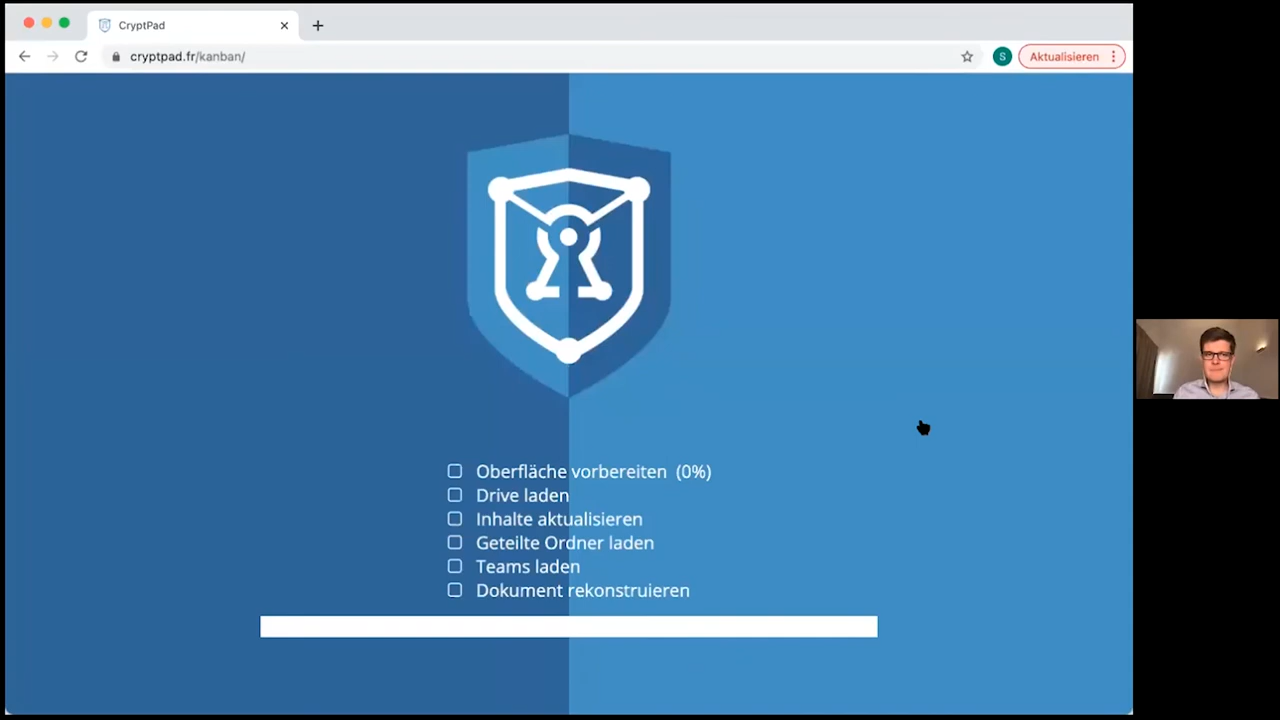 CryptPad
cryptpad.fr/kanban/
S
Aktualisieren
Oberfläche vorbereiten (0%)
Drive laden
Inhalte aktualisieren
Geteilte Ordner laden
Teams laden
Dokument rekonstruieren